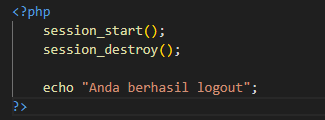 <?php
    session_start();
    session_destroy();

    echo "Anda berhasil logout";
?>